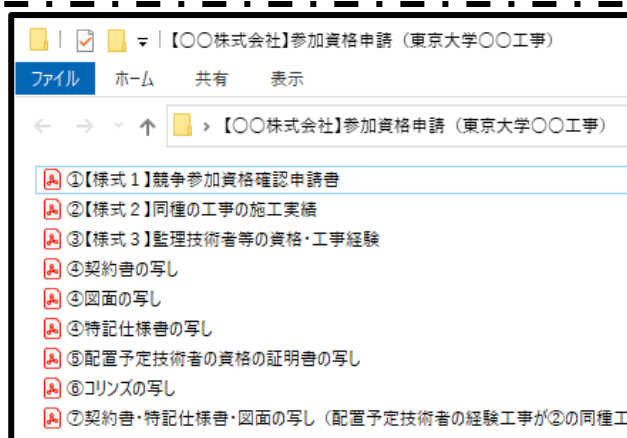 【〇〇株式会社】参加資格申請（東京大学〇〇工事）
ファイル ホーム 共有 表示
【〇〇株式会社】参加資格申請（東京大学〇〇工事）
①【様式１】競争参加資格確認申請書
②【様式２】同種の工事の施工実績
③【様式３】監理技術者等の資格・工事経験
④契約書の写し
④図面の写し
④特記仕様書の写し
⑤配置予定技術者の資格の証明書の写し
⑥コリンズの写し
⑦契約書・特記仕様書・図面の写し（配置予定技術者の経験工事が②の同種工